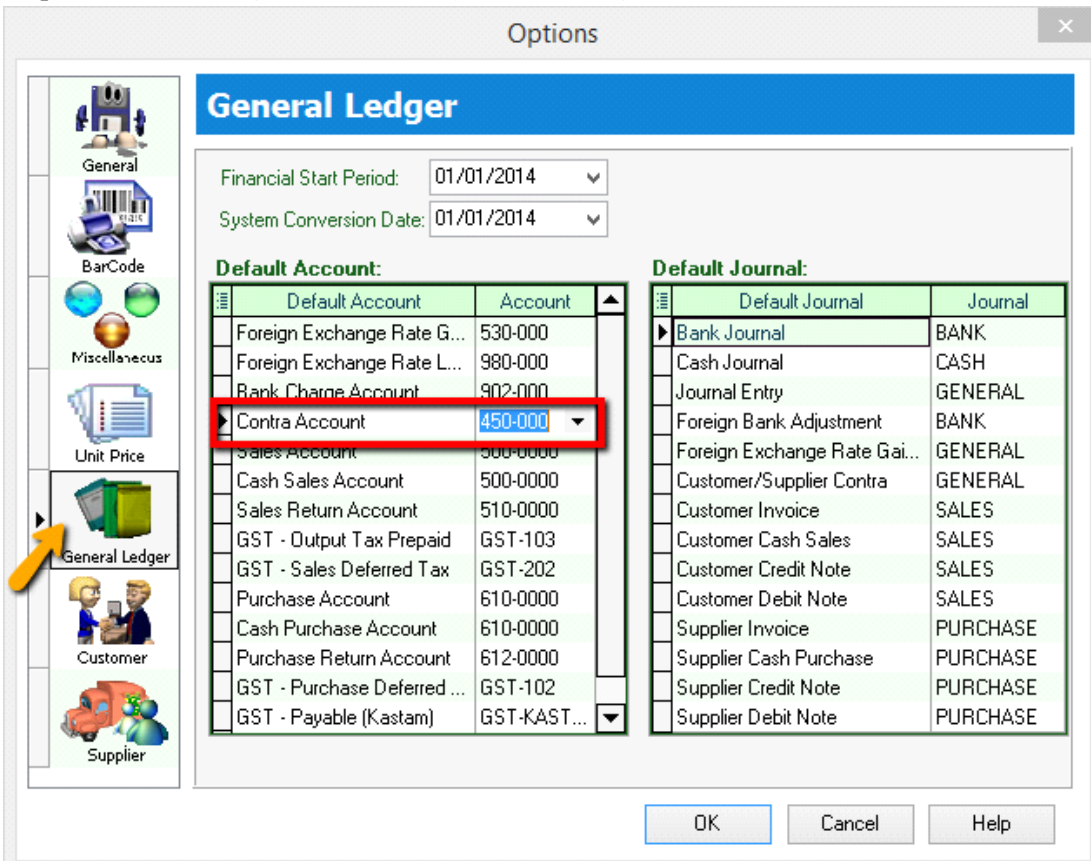 Options
General
BarCode
Miscellanecus
Unit Price
General Ledger
Customer
Supplier
General Ledger
Financial Start Period: 01/01/2014
System Conversion Date: 01/01/2014
Default Account:
Default Account Account
Foreign Exchange Rate G... 530-000
Foreign Exchange Rate L... 980-000
Bank Charge Account 902-000
Contra Account 450-000
Sales Account 500-0000
Cash Sales Account 500-0000
Sales Return Account 510-0000
GST - Output Tax Prepaid GST-103
GST - Sales Deferred Tax GST-202
Purchase Account 610-0000
Cash Purchase Account 610-0000
Purchase Return Account 612-0000
GST - Purchase Deferred ... GST-102
GST - Payable (Kastam) GST-KAST...
Default Journal:
Default Journal Journal
Bank Journal BANK
Cash Journal CASH
Journal Entry GENERAL
Foreign Bank Adjustment BANK
Foreign Exchange Rate Gai... GENERAL
Customer/Supplier Contra GENERAL
Customer Invoice SALES
Customer Cash Sales SALES
Customer Credit Note SALES
Customer Debit Note SALES
Supplier Invoice PURCHASE
Supplier Cash Purchase PURCHASE
Supplier Credit Note PURCHASE
Supplier Debit Note PURCHASE
OK Cancel Help